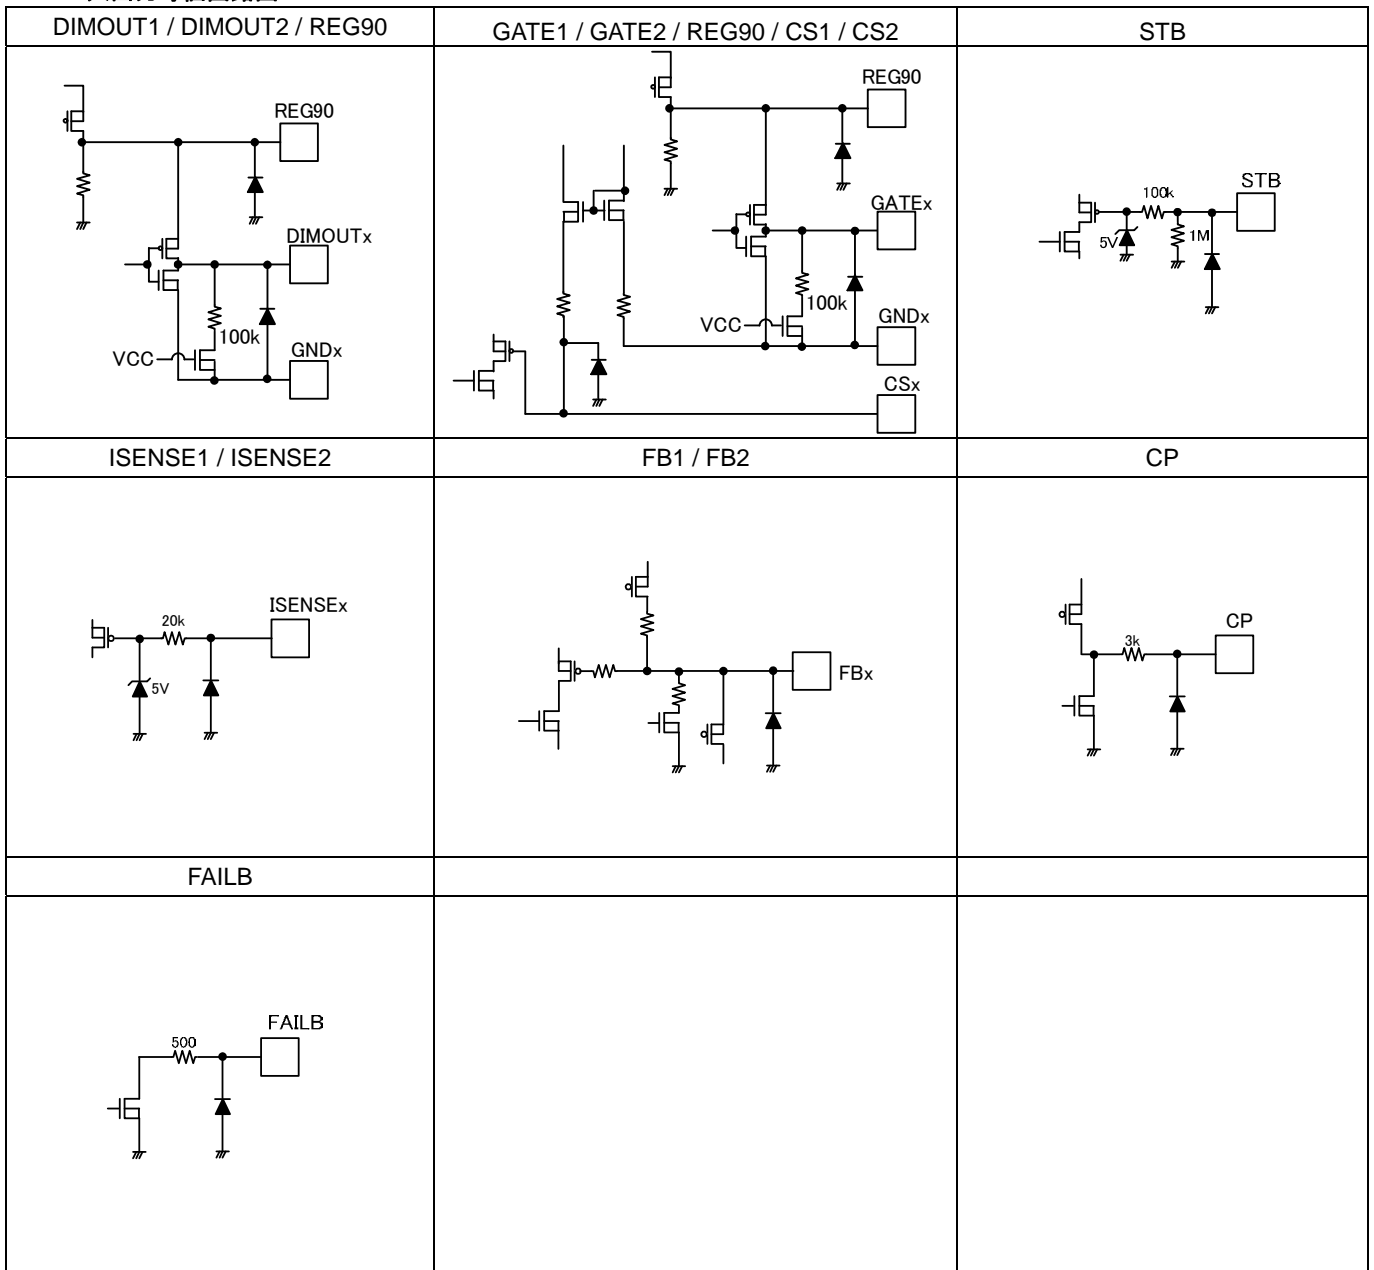 DIMOUT1 / DIMOUT2 / REG90
GATE1 / GATE2 / REG90 / CS1 / CS2
STB
REG90
DIMOUTx
100k
VCC
GNDx
REG90
GATEx
100k
VCC
GNDx
CSx
STB
100k
5V
1M
ISENSE1 / ISENSE2
FB1 / FB2
CP
ISENSEx
20k
5V
FBx
CP
3k
FAILB
FAILB
500